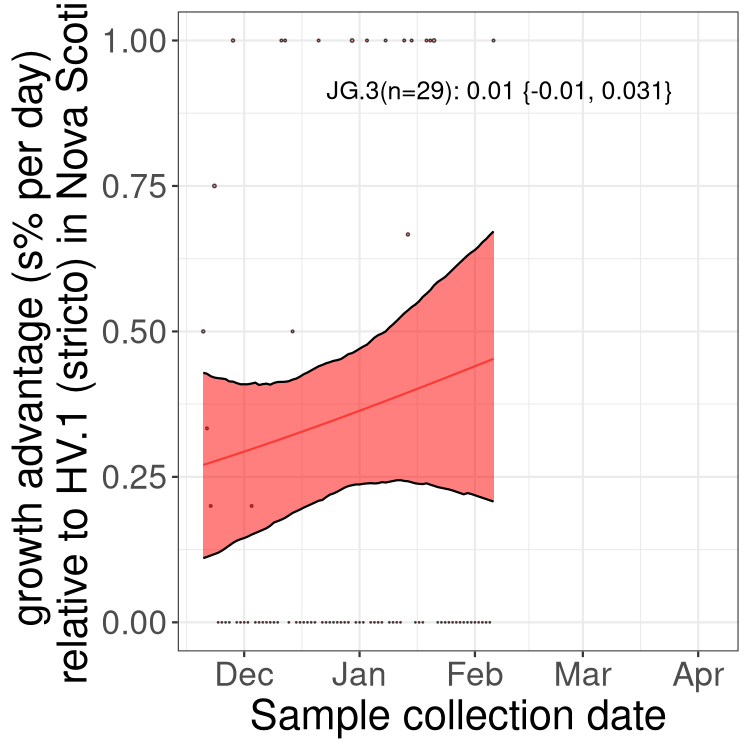 growth advantage (s% per day)
relative to HV.1 (stricto) in Nova Scoti
1.00
0.75
0.50
0.25
0.00
JG.3(n=29): 0.01 {-0.01, 0.031}
Dec Jan Feb Mar Apr
Sample collection date